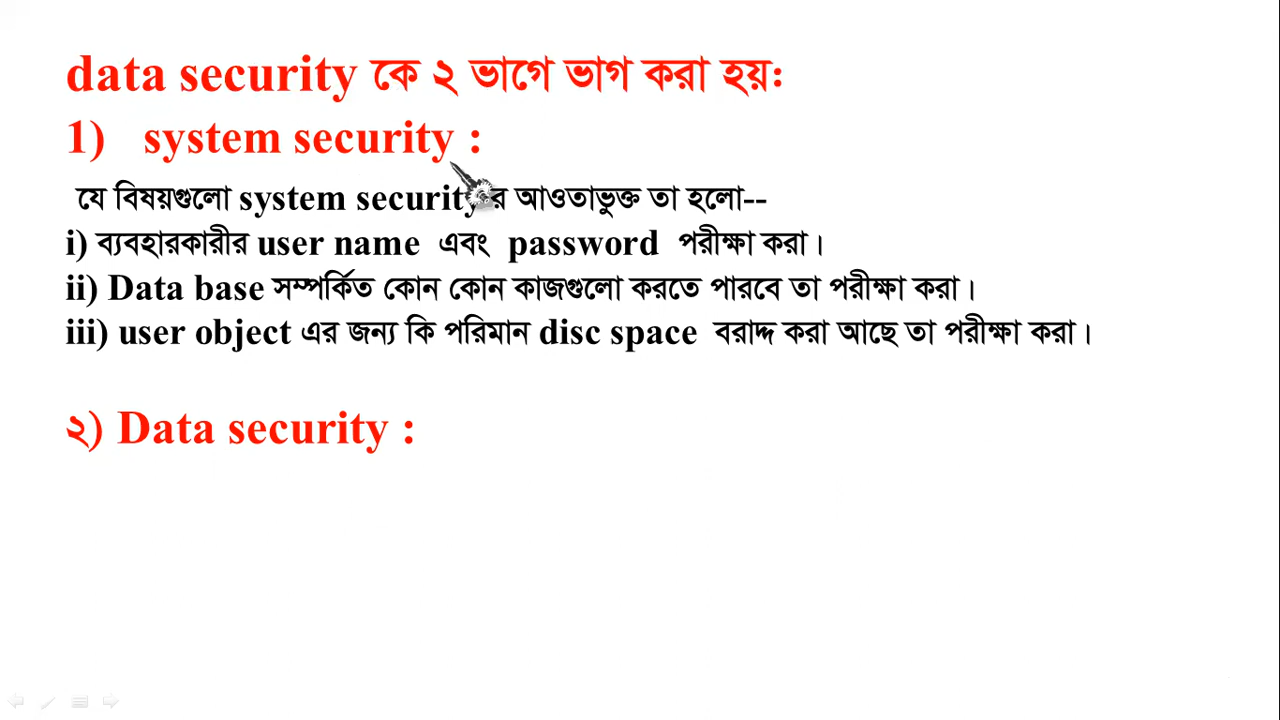 data security কে ২ ভাগে ভাগ করা হয়ঃ
1) system security :
যে বিষয়গুলো system security র আওতাভুক্ত তা হলো--
i) ব্যবহারকারীর user name এবং password পরীক্ষা করা।
ii) Data base সম্পর্কিত কোন কোন কাজগুলো করতে পারবে তা পরীক্ষা করা।
iii) user object এর জন্য কি পরিমান disc space বরাদ্দ করা আছে তা পরীক্ষা করা।
২) Data security :